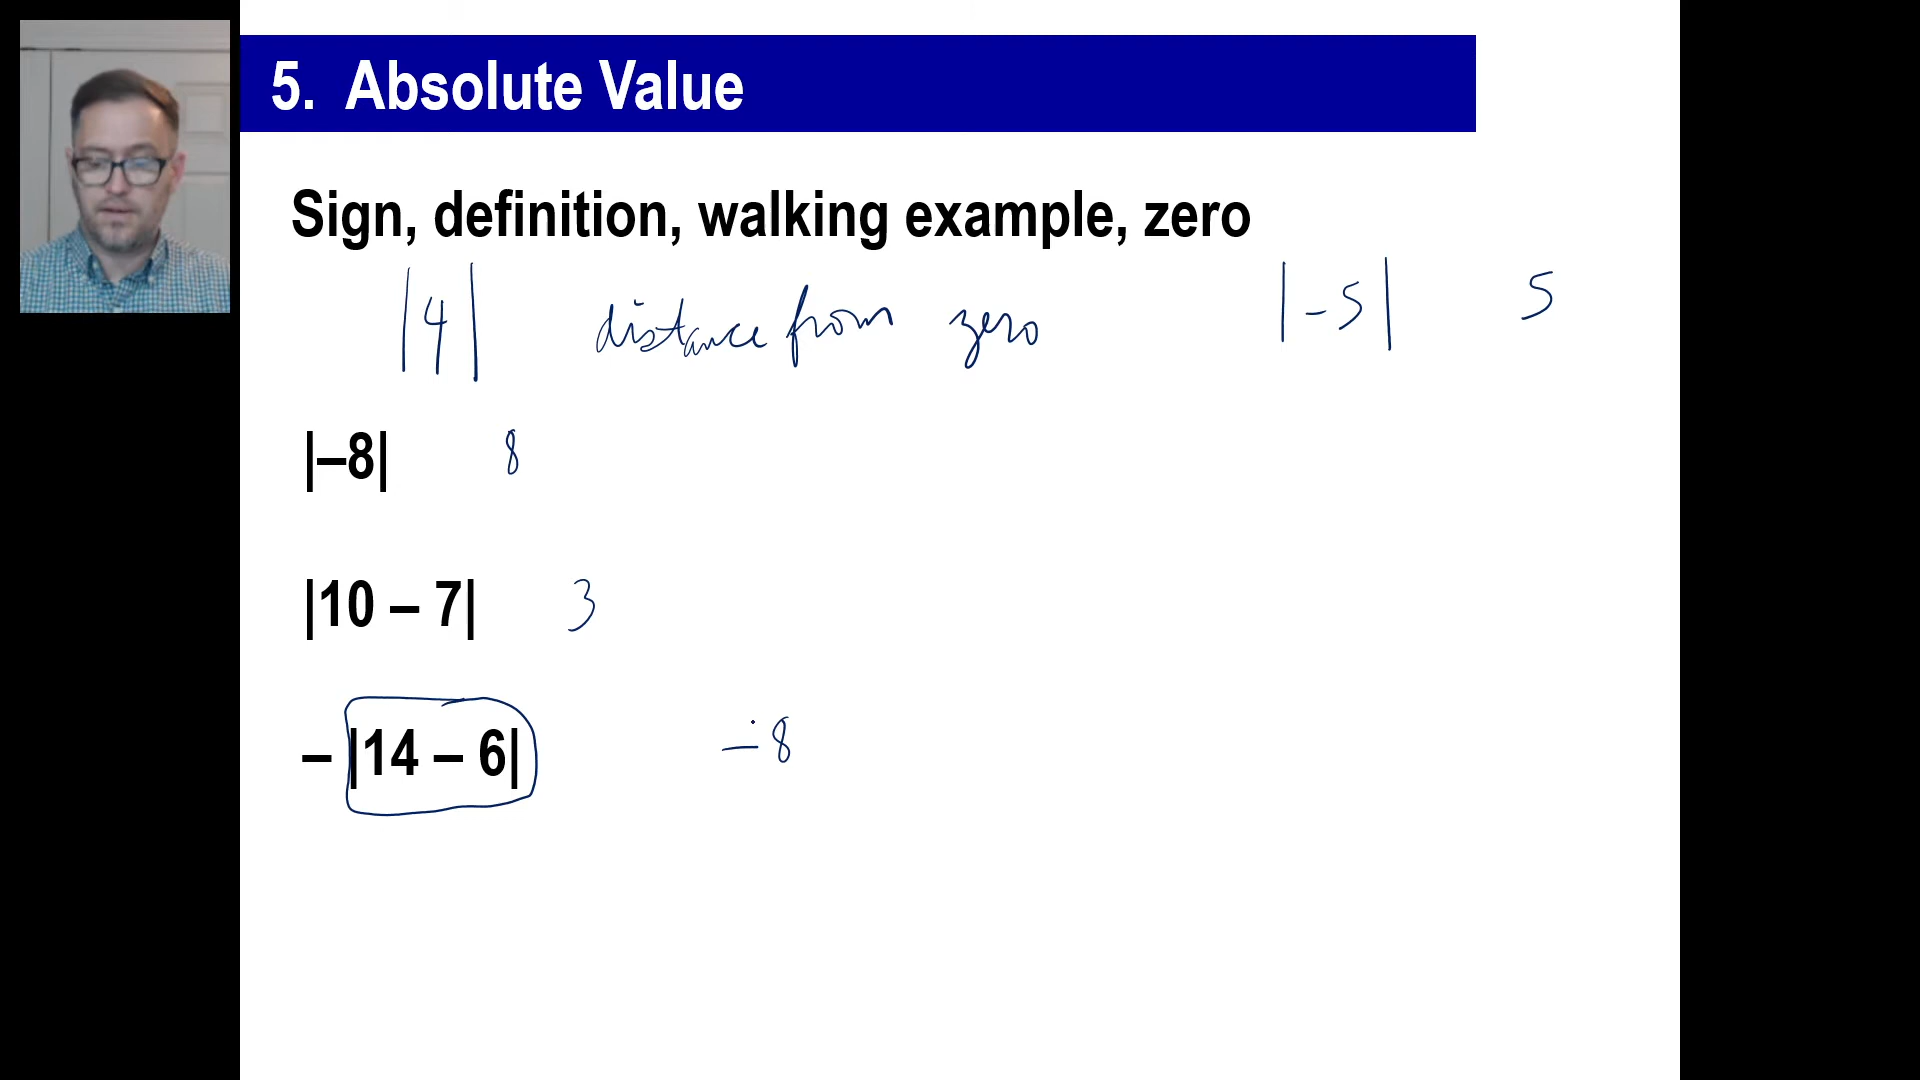 5. Absolute Value
Sign, definition, walking example, zero
|4| distance from zero |-5| 5
|–8| 8
|10 – 7| 3
– |14 – 6| -8